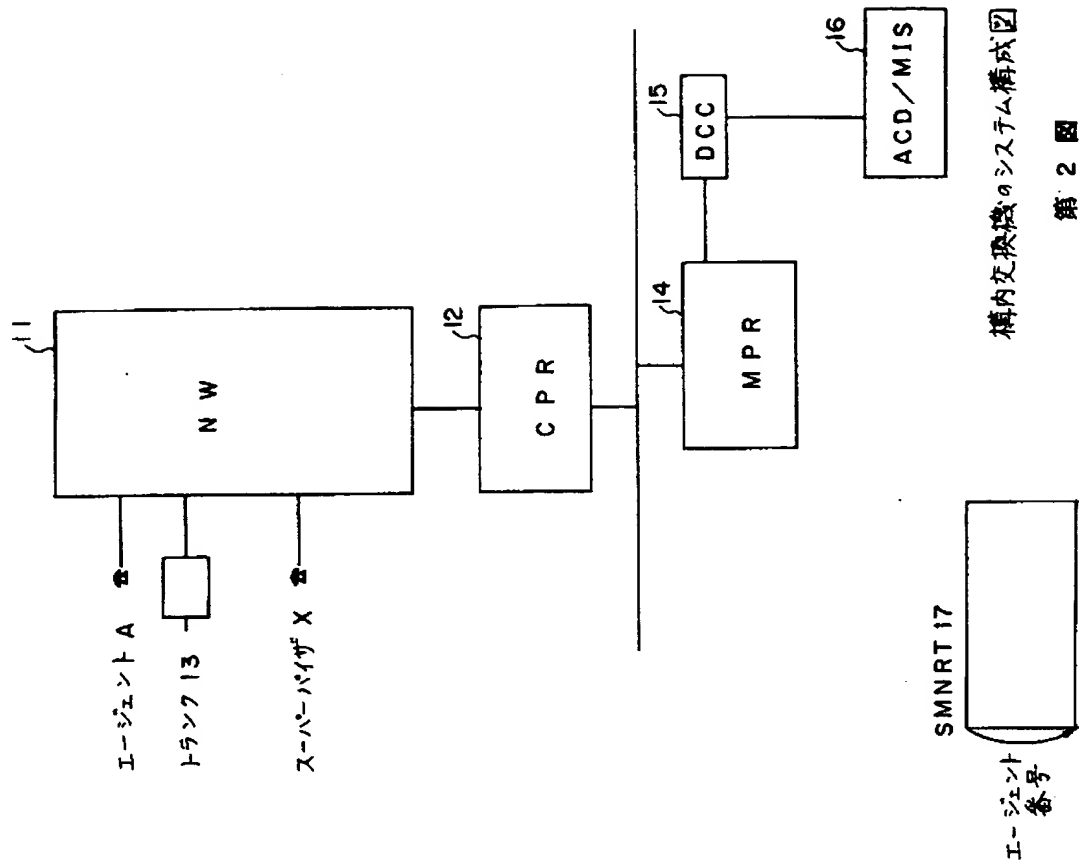 エージェント A
トランク 13
スーパーバイザ X
11
NW
12
CPR
14
MPR
15
DCC
16
ACD/MIS
SMNRT 17
エージェント
番号
構内交換機のシステム構成図
第 2 図